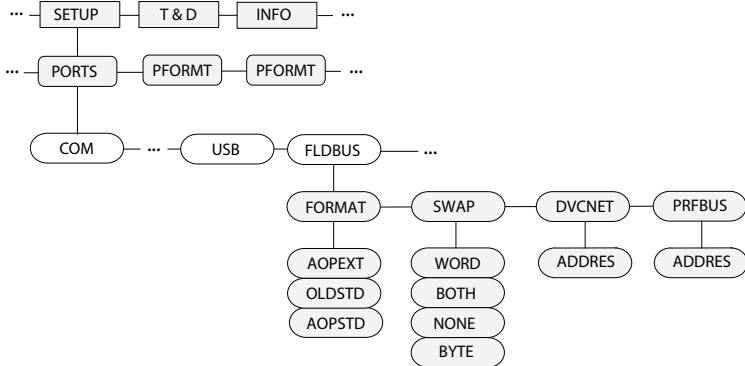 ... SETUP T & D INFO ...
... PORTS PFORMT PFORMT ...
COM ... USB FLDBUS ...
FORMAT SWAP DVCNET PRFBUS
AOPEXT WORD ADDRES ADDRES
OLDSTD BOTH
AOPSTD NONE
BYTE